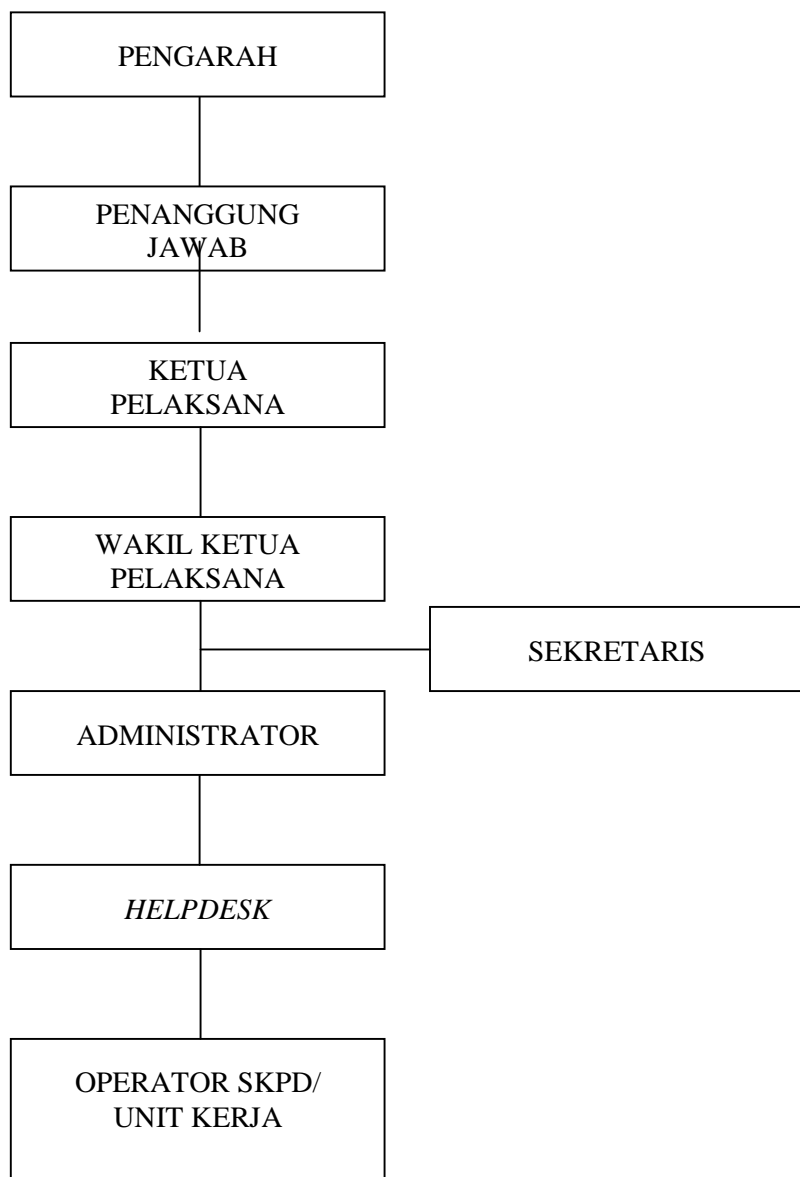 PENGARAH
PENANGGUNG
JAWAB
KETUA
PELAKSANA
WAKIL KETUA
PELAKSANA
SEKRETARIS
ADMINISTRATOR
HELPDESK
OPERATOR SKPD/
UNIT KERJA